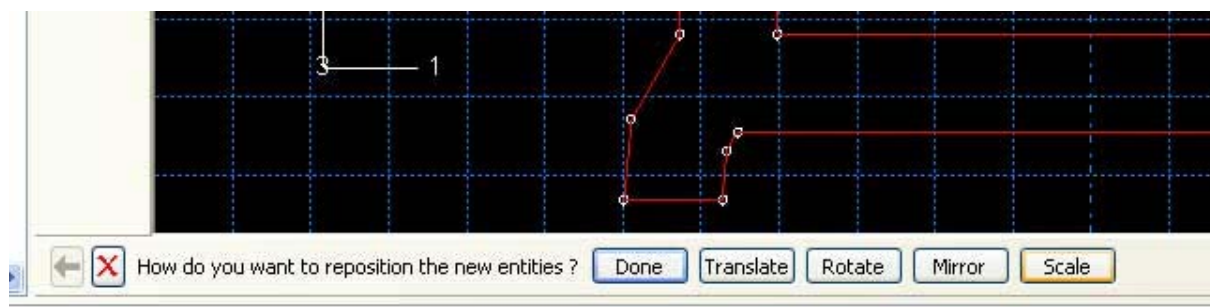 3 1
How do you want to reposition the new entities ? Done Translate Rotate Mirror Scale